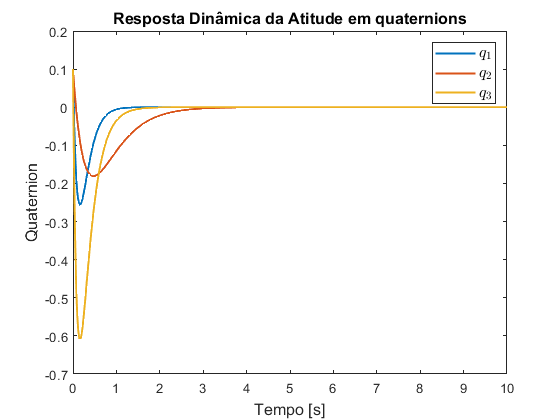 Resposta Dinâmica da Atitude em quaternions
0.2
0.1
0
-0.1
-0.2
-0.3
-0.4
-0.5
-0.6
-0.7
Quaternion
q1
q2
q3
0 1 2 3 4 5 6 7 8 9 10
Tempo [s]